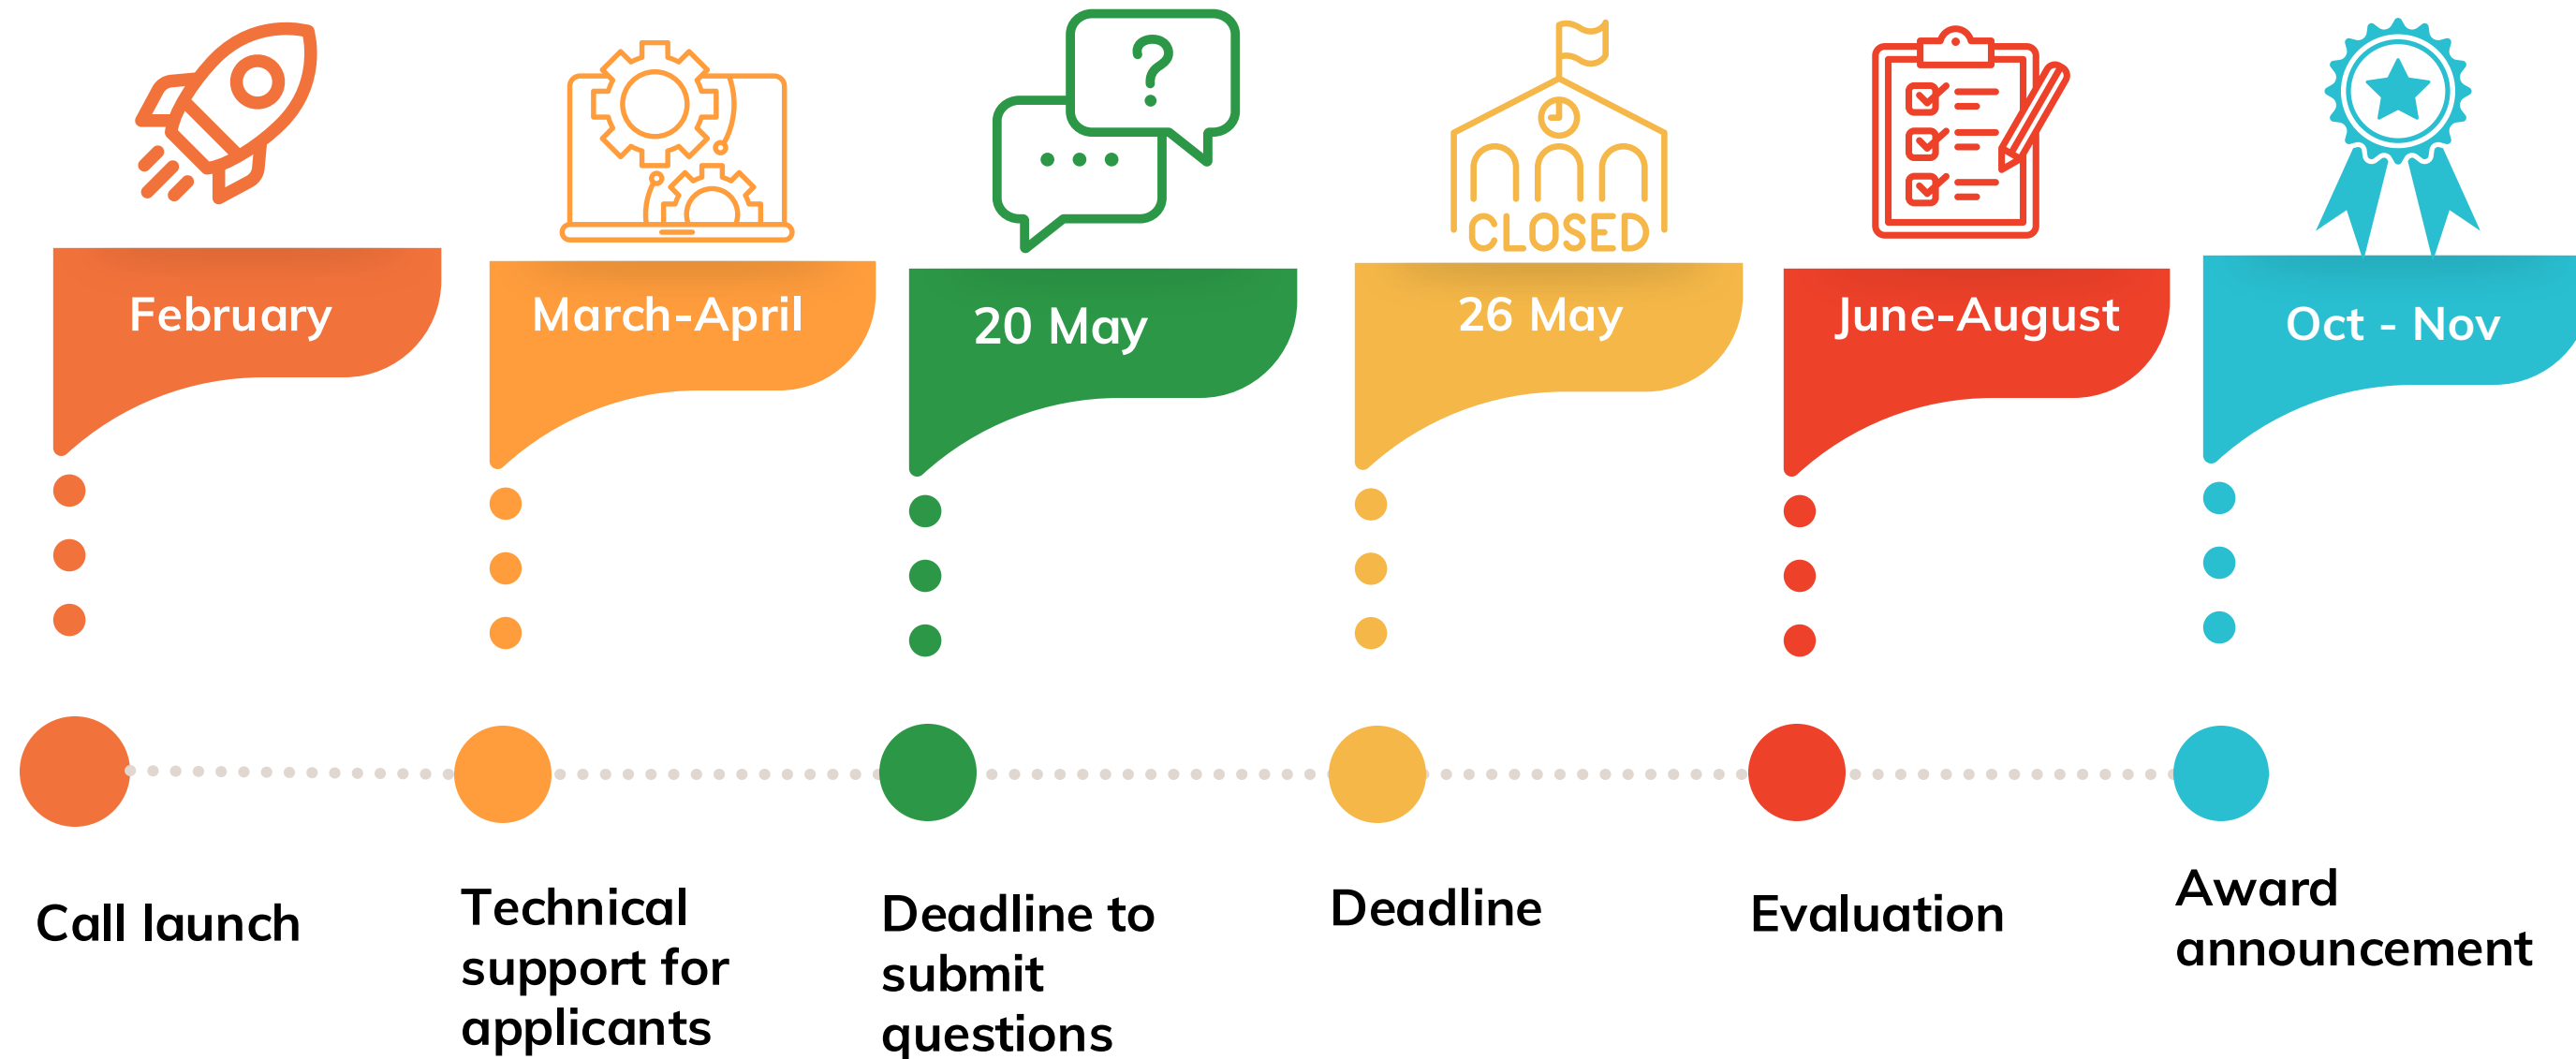 ?
CLOSED
February
March-April
20 May
26 May
June-August
Oct - Nov
Call launch
Technical
support for
applicants
Deadline to
submit
questions
Deadline
Evaluation
Award
announcement